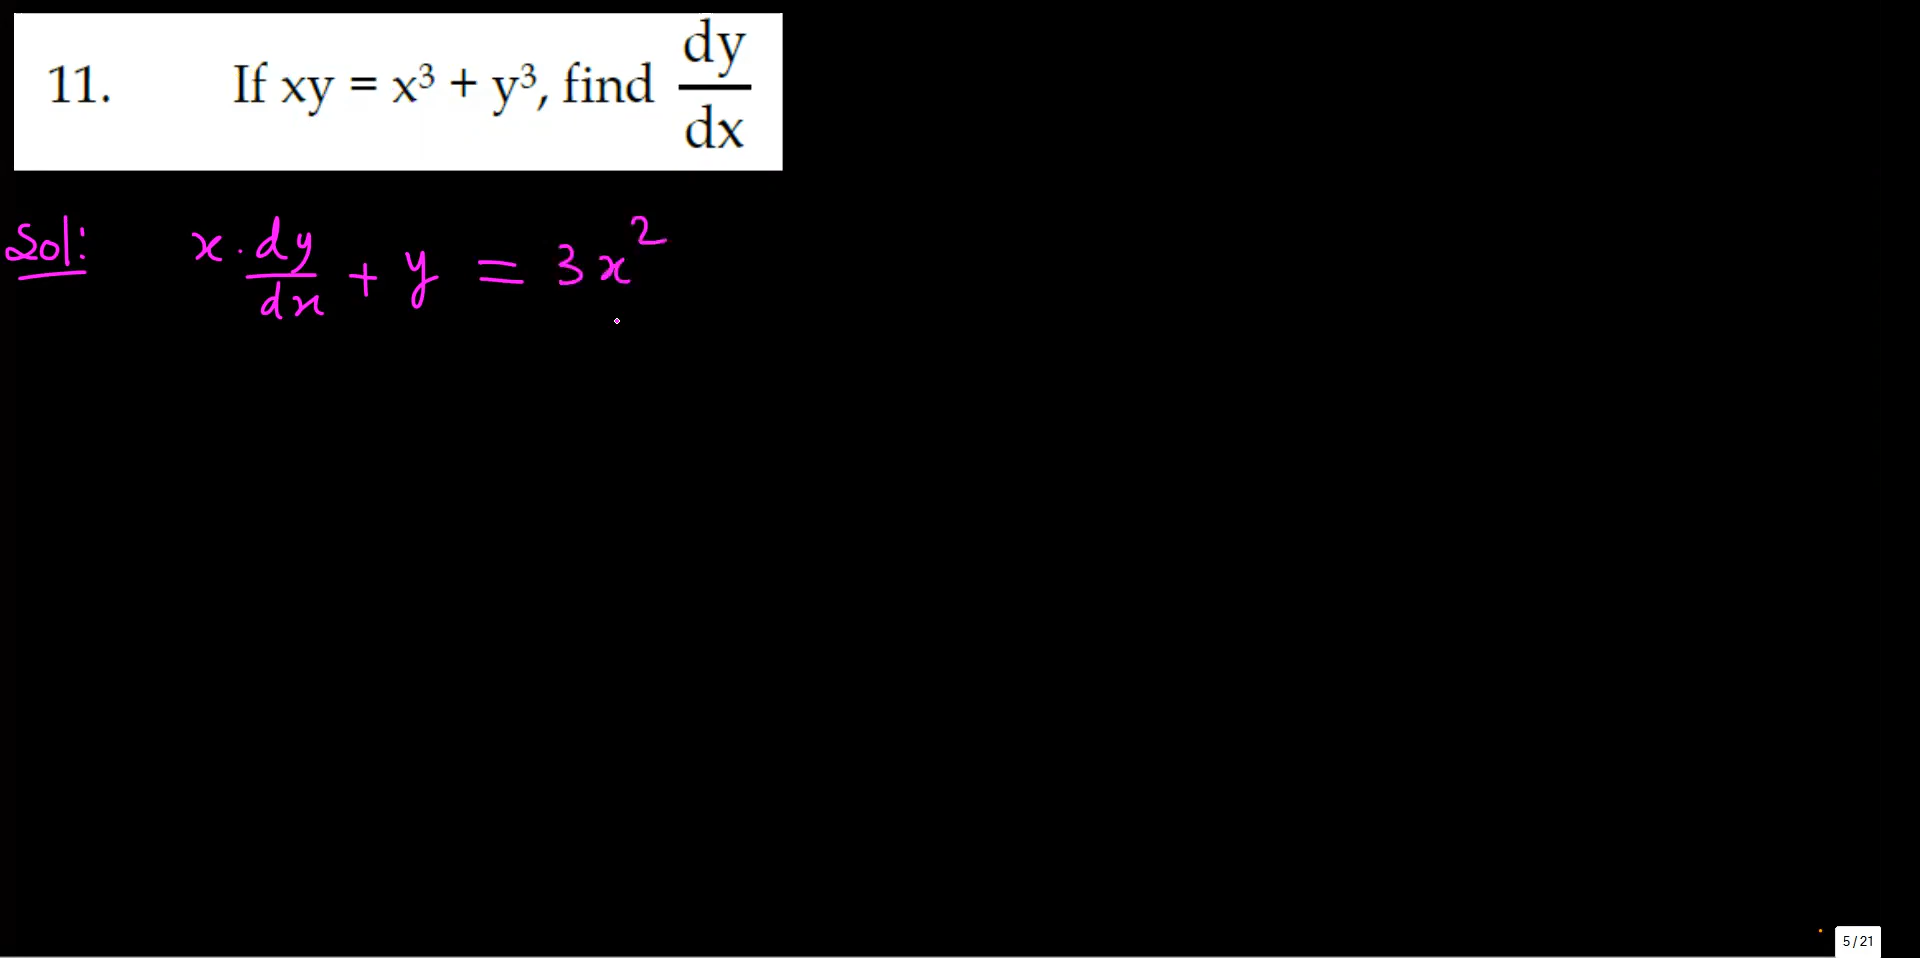 11. If xy = x³ + y³, find dy/dx
Sol: x · dy/dx + y = 3x²
5 / 21